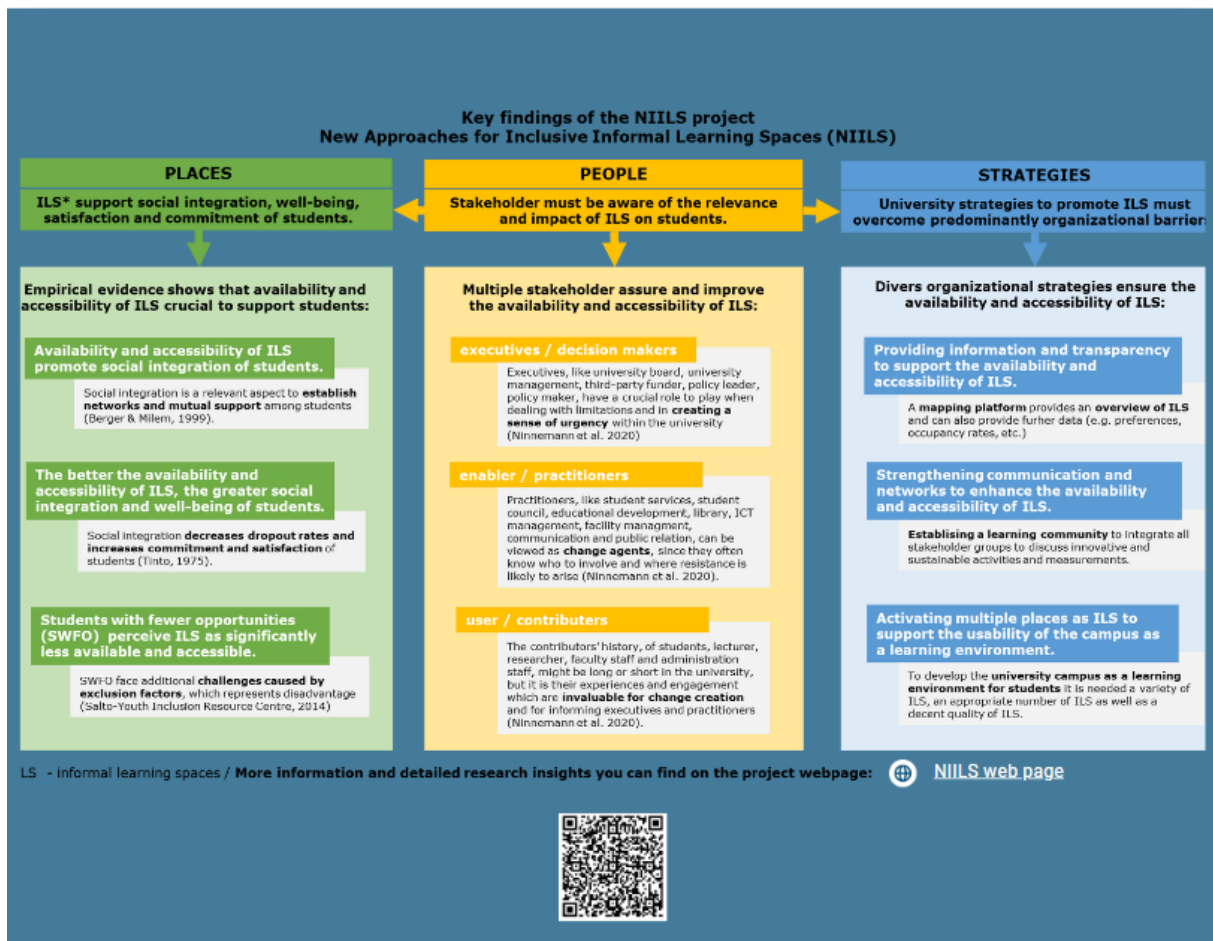 Key findings of the NIILS project
New Approaches for Inclusive Informal Learning Spaces (NIILS)
PLACES
ILS* support social integration, well-being,
satisfaction and commitment of students.
Empirical evidence shows that availability and
accessibility of ILS crucial to support students:
Availability and accessibility of ILS
promote social integration of students.
Social integration is a relevant aspect to establish
networks and mutual support among students
(Berger & Milem, 1999).
The better the availability and
accessibility of ILS, the greater social
integration and well-being of students.
Social integration decreases dropout rates and
increases commitment and satisfaction of
students (Tinto, 1975).
Students with fewer opportunities
(SWFO) perceive ILS as significantly
less available and accessible.
SWFO face additional challenges caused by
exclusion factors, which represents disadvantage
(Salto-Youth Inclusion Resource Centre, 2014)
PEOPLE
Stakeholder must be aware of the relevance
and impact of ILS on students.
Multiple stakeholder assure and improve
the availability and accessibility of ILS:
executives / decision makers
Executives, like university board, university
management, third-party funder, policy leader,
policy maker, have a crucial role to play when
dealing with limitations and in creating a
sense of urgency within the university
(Ninnemann et al. 2020)
enabler / practitioners
Practitioners, like student services, student
council, educational development, library, ICT
management, facility managment,
communication and public relation, can be
viewed as change agents, since they often
know who to involve and where resistance is
likely to arise (Ninnemann et al. 2020).
user / contributers
The contributers' history, of students, lecturer,
researcher, faculty staff and administration
staff, might be long or short in the university,
but it is their experiences and engagement
which are invaluable for change creation
and for informing executives and practitioners
(Ninnemann et al. 2020).
STRATEGIES
University strategies to promote ILS must
overcome predominantly organizational barrier
Divers organizational strategies ensure the
availability and accessibility of ILS:
Providing information and transparency
to support the availability and
accessibility of ILS.
A mapping platform provides an overview of ILS
and can also provide furher data (e.g. preferences,
occupancy rates, etc.)
Strengthening communication and
networks to enhance the availability
and accessibility of ILS.
Establising a learning community to integrate all
stakeholder groups to discuss innovative and
sustainable activities and measurements.
Activating multiple places as ILS to
support the usability of the campus as
a learning environment.
To develop the university campus as a learning
environment for students it is needed a variety of
ILS, an appropriate number of ILS as well as a
decent quality of ILS.
LS - informal learning spaces / More information and detailed research insights you can find on the project webpage: NIILS web page